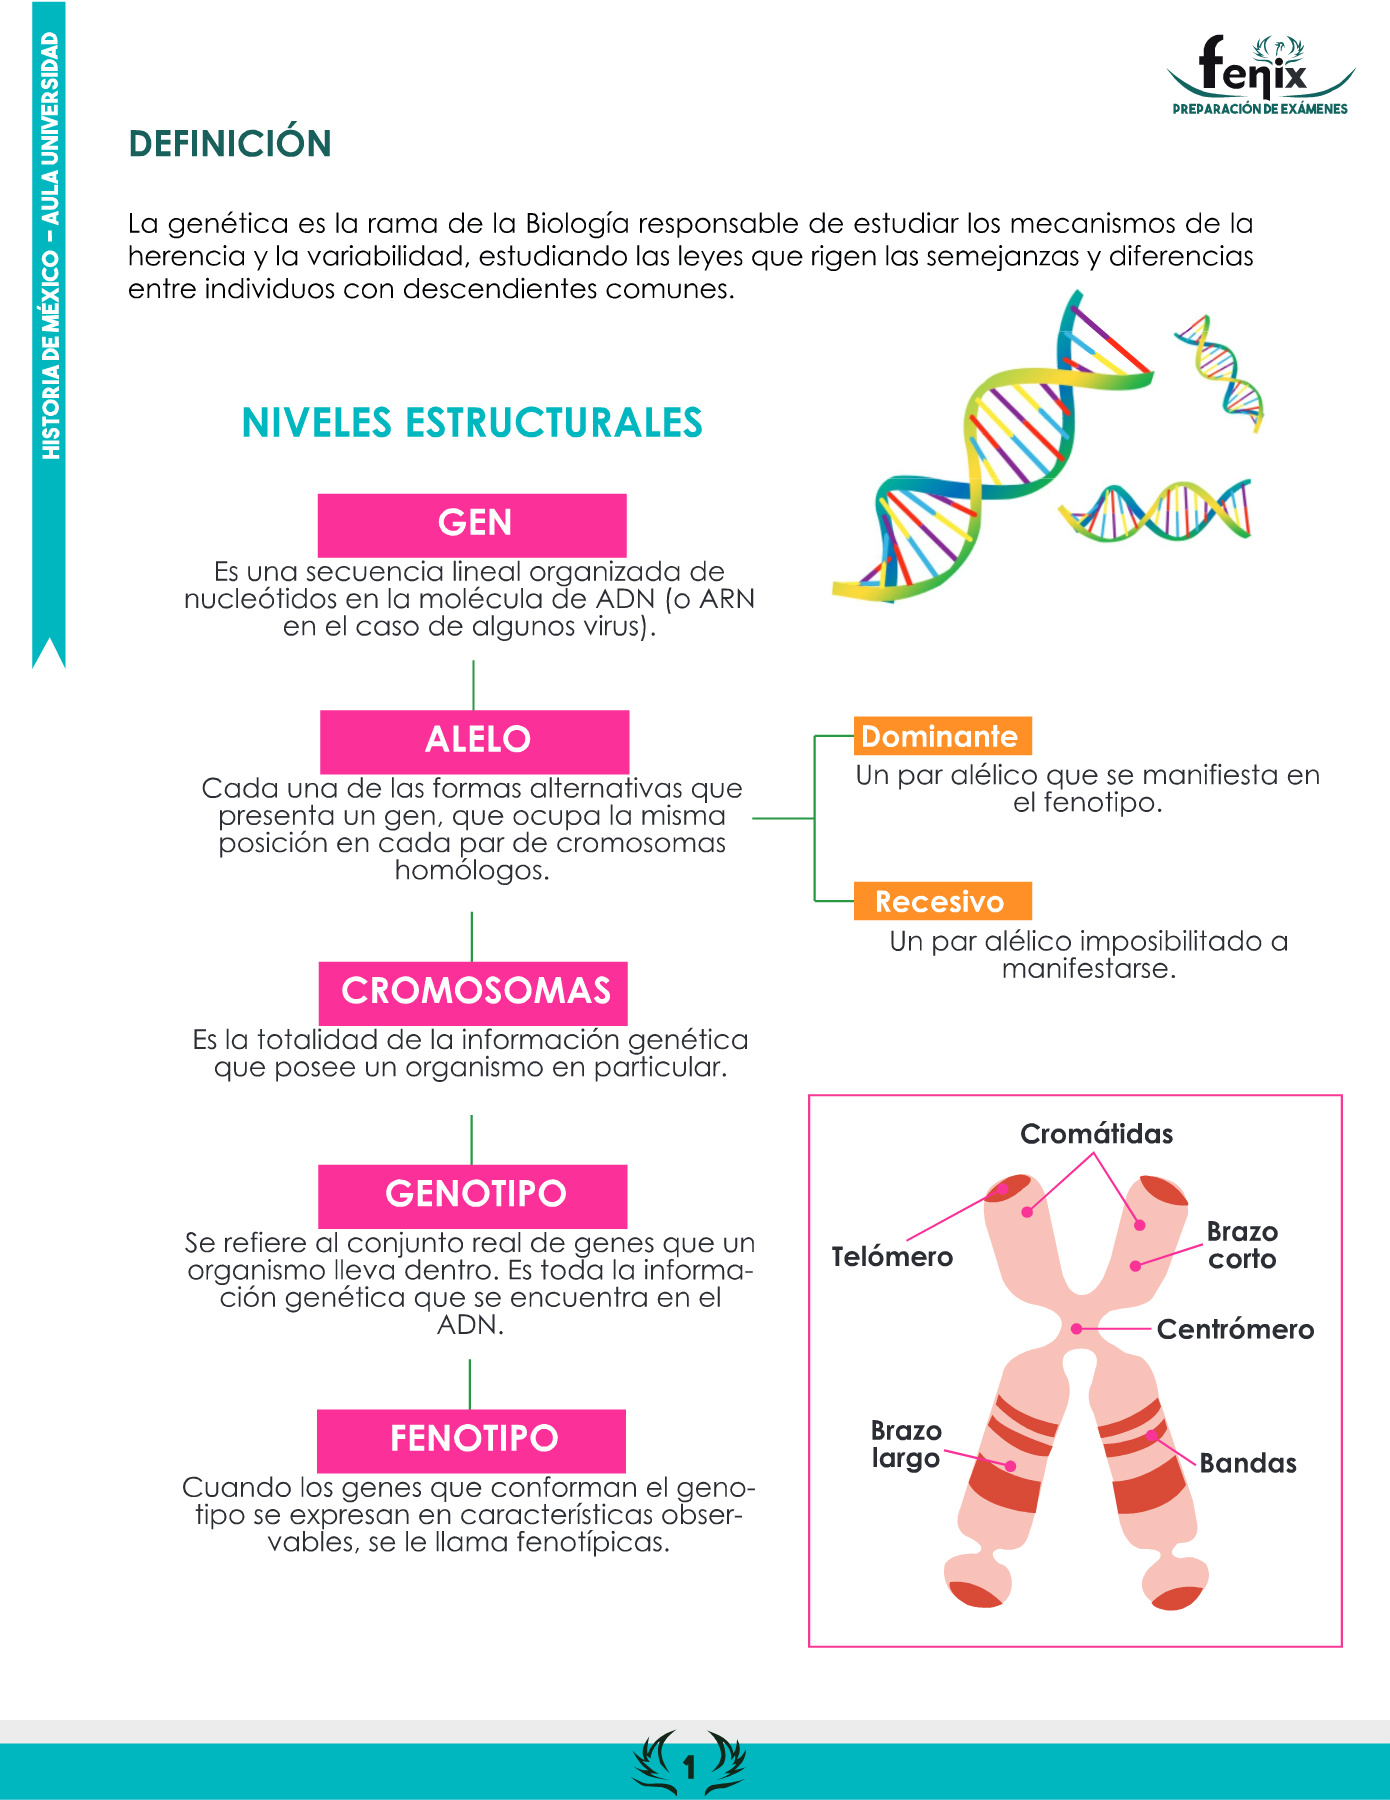 HISTORIA DE MÉXICO – AULA UNIVERSIDAD
fenix
PREPARACIÓN DE EXÁMENES
DEFINICIÓN
La genética es la rama de la Biología responsable de estudiar los mecanismos de la
herencia y la variabilidad, estudiando las leyes que rigen las semejanzas y diferencias
entre individuos con descendientes comunes.
NIVELES ESTRUCTURALES
GEN
Es una secuencia lineal organizada de
nucleótidos en la molécula de ADN (o ARN
en el caso de algunos virus).
ALELO
Cada una de las formas alternativas que
presenta un gen, que ocupa la misma
posición en cada par de cromosomas
homólogos.
Dominante
Un par alélico que se manifiesta en
el fenotipo.
Recesivo
Un par alélico imposibilitado a
manifestarse.
CROMOSOMAS
Es la totalidad de la información genética
que posee un organismo en particular.
GENOTIPO
Se refiere al conjunto real de genes que un
organismo lleva dentro. Es toda la informa-
ción genética que se encuentra en el
ADN.
FENOTIPO
Cuando los genes que conforman el geno-
tipo se expresan en características obser-
vables, se le llama fenotípicas.
Cromátidas
Telómero
Brazo
corto
Centrómero
Brazo
largo
Bandas
1